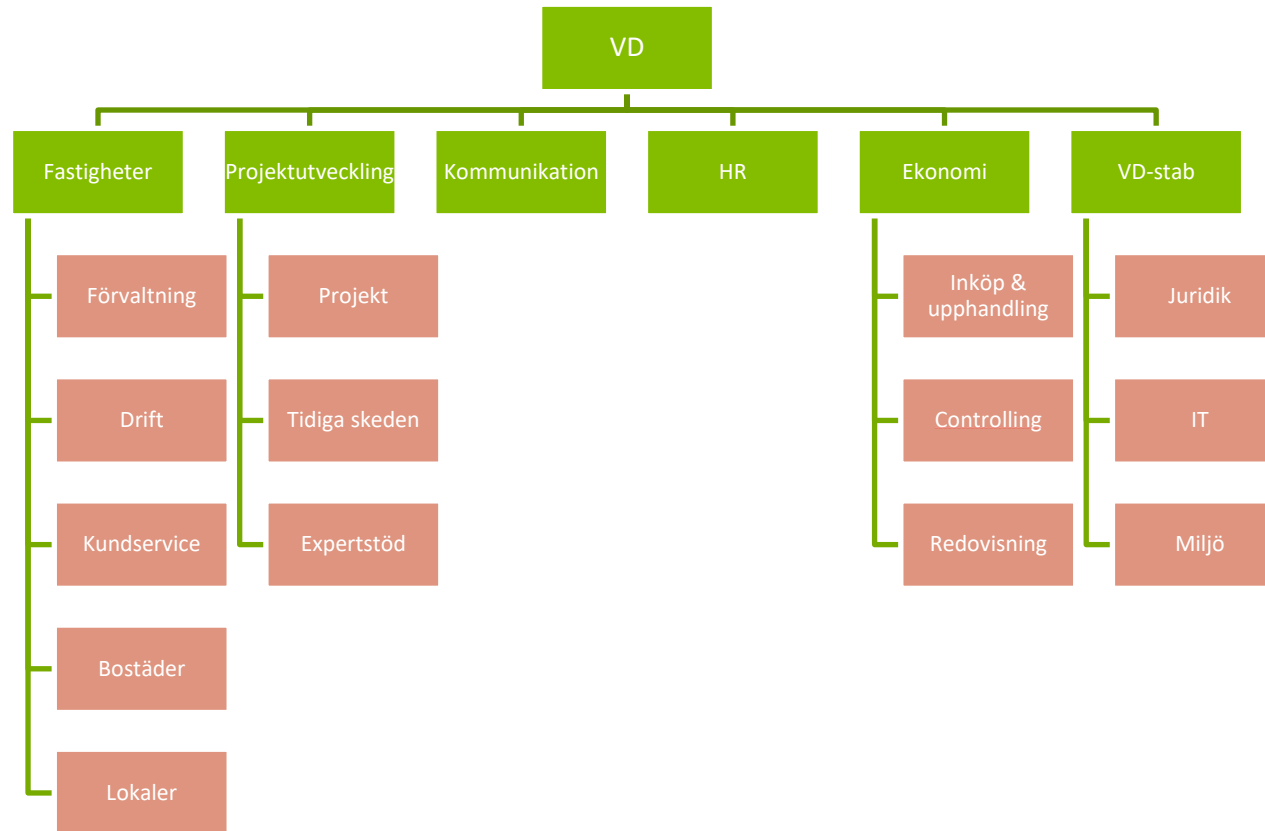 VD
Fastigheter
Projektutveckling
Kommunikation
HR
Ekonomi
VD-stab
Förvaltning
Drift
Kundservice
Bostäder
Lokaler
Projekt
Tidiga skeden
Expertstöd
Inköp &
upphandling
Controlling
Redovisning
Juridik
IT
Miljö